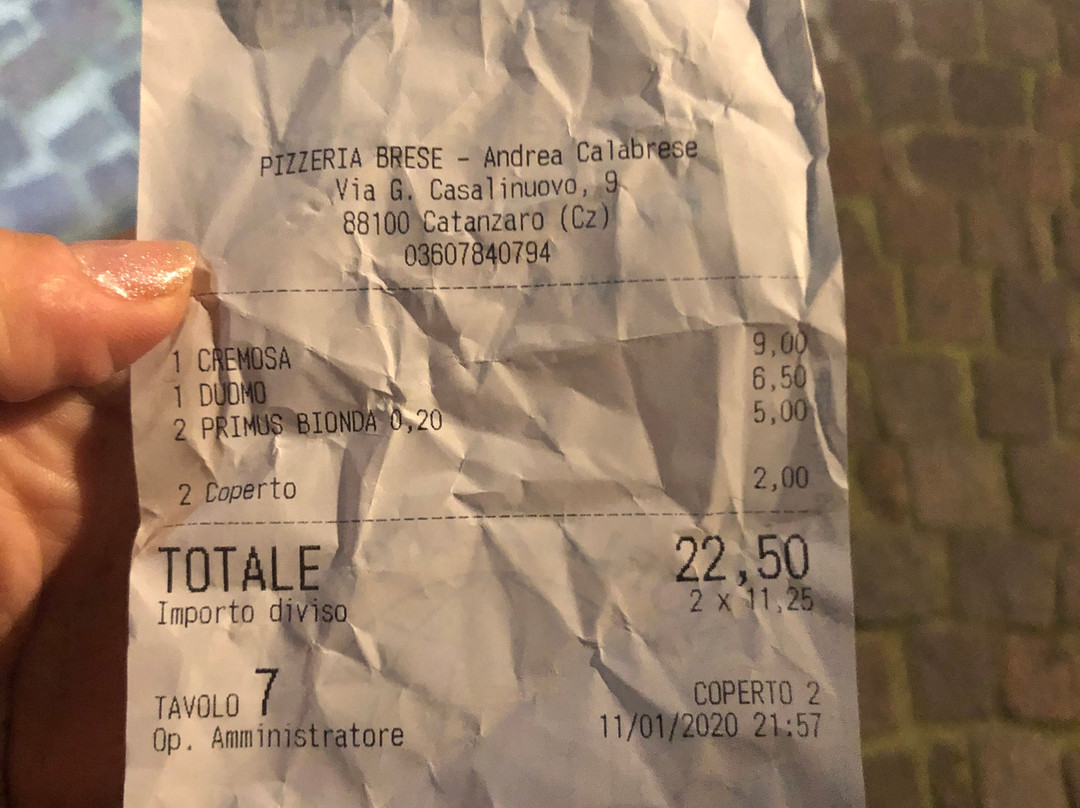 PIZZERIA BRESE - Andrea Calabrese
Via G. Casalinuovo, 9
88100 Catanzaro (Cz)
03607840794
1 CREMOSA 9,00
1 DUOMO 6,50
2 PRIMUS BIONDA 0,20 5,00
2 Coperto 2,00
TOTALE 22,50
Importo diviso 2 x 11,25
TAVOLO 7 COPERTO 2
Op. Amministratore 11/01/2020 21:57